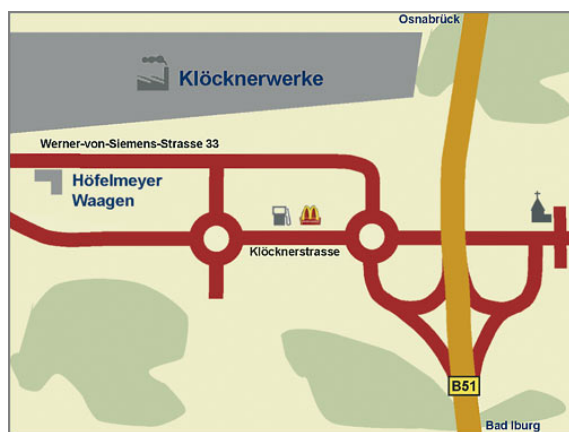 Osnabrück
Klöcknerwerke
Werner-von-Siemens-Strasse 33
Höfelmeyer
Waagen
Klöcknerstrasse
B51
Bad Iburg